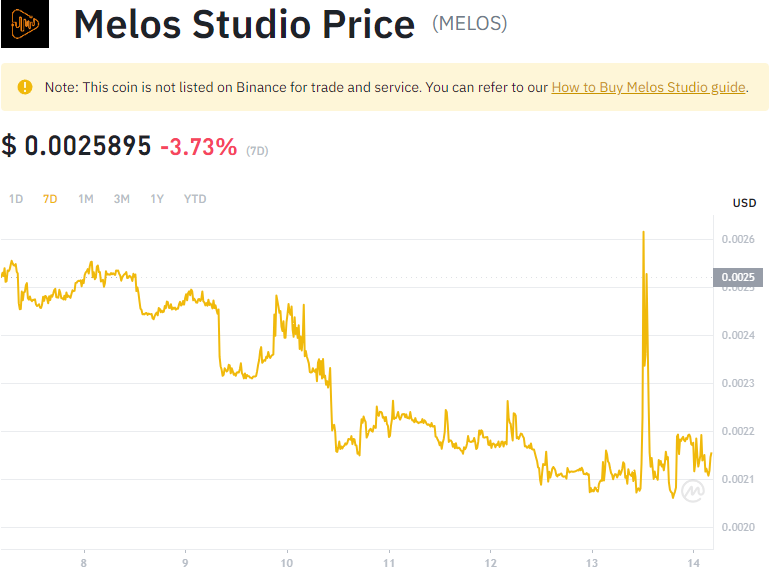 Melos Studio Price (MELOS)
Note: This coin is not listed on Binance for trade and service. You can refer to our How to Buy Melos Studio guide.
$ 0.0025895 -3.73% (7D)
1D 7D 1M 3M 1Y YTD
USD
0.0026
0.0025
0.0025
0.0024
0.0023
0.0022
0.0021
0.0020
8 9 10 11 12 13 14